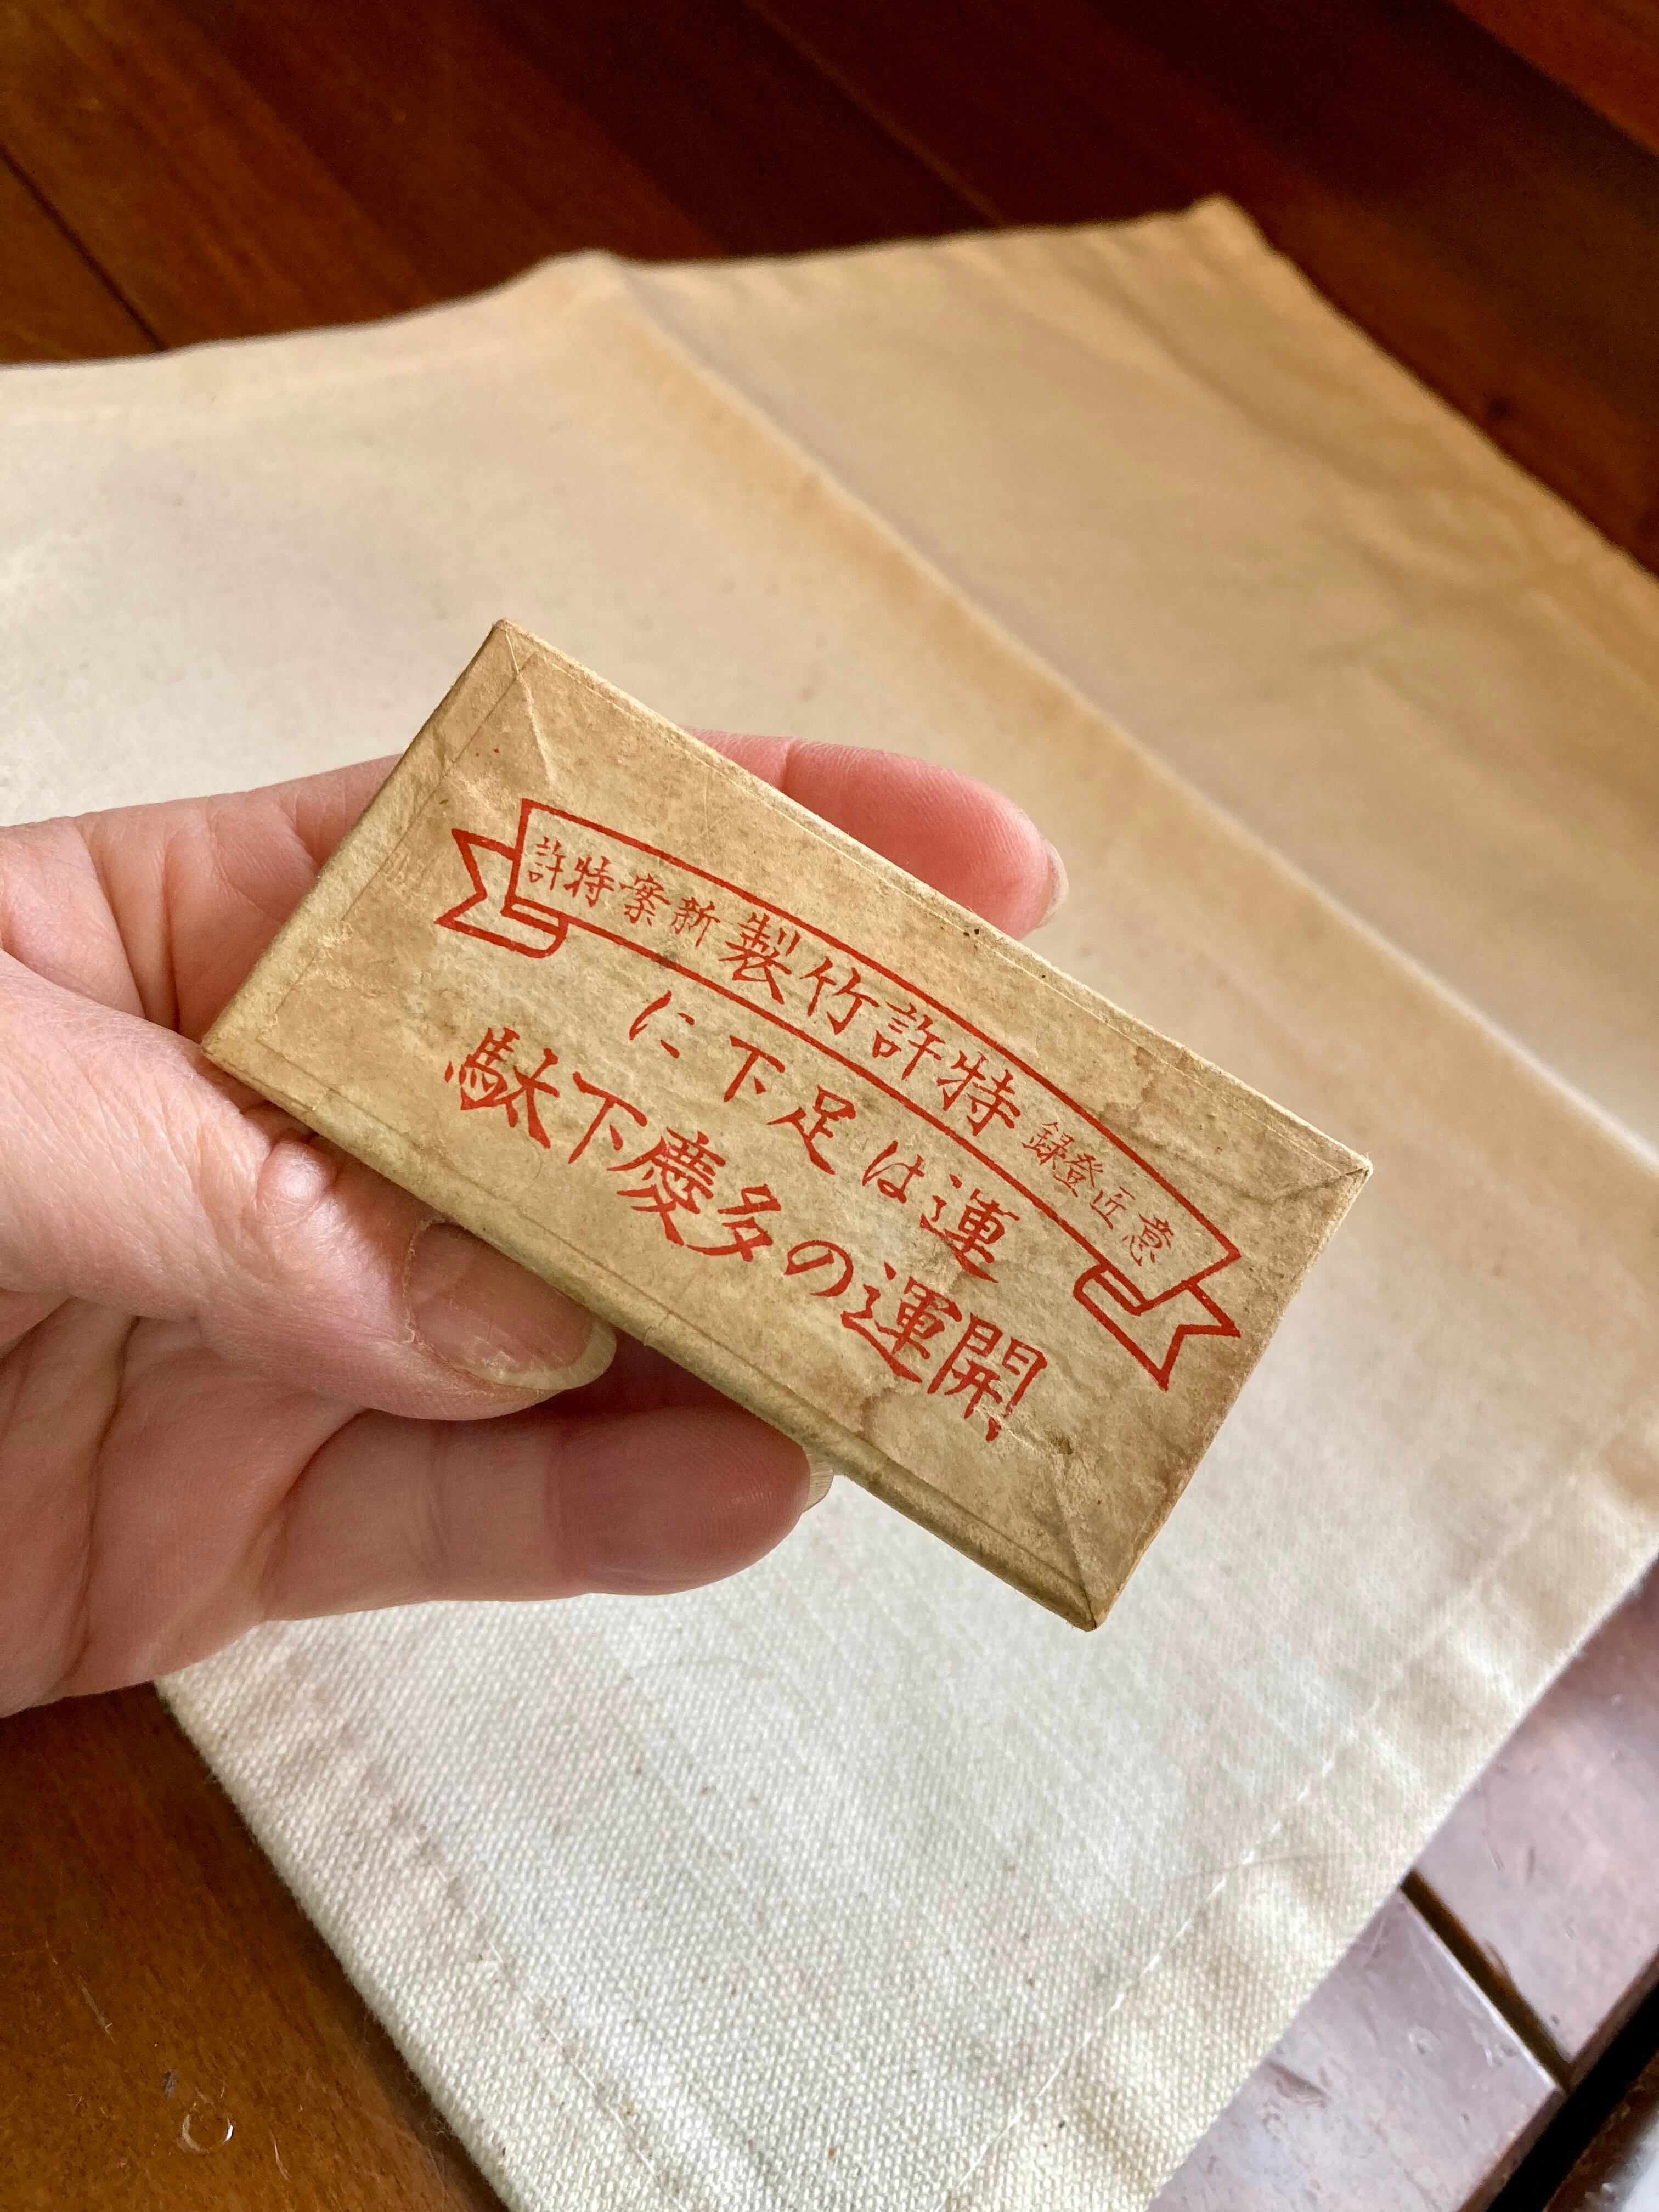 意匠登録 特許竹製 新案特許
運は足下に
開運の多慶下駄